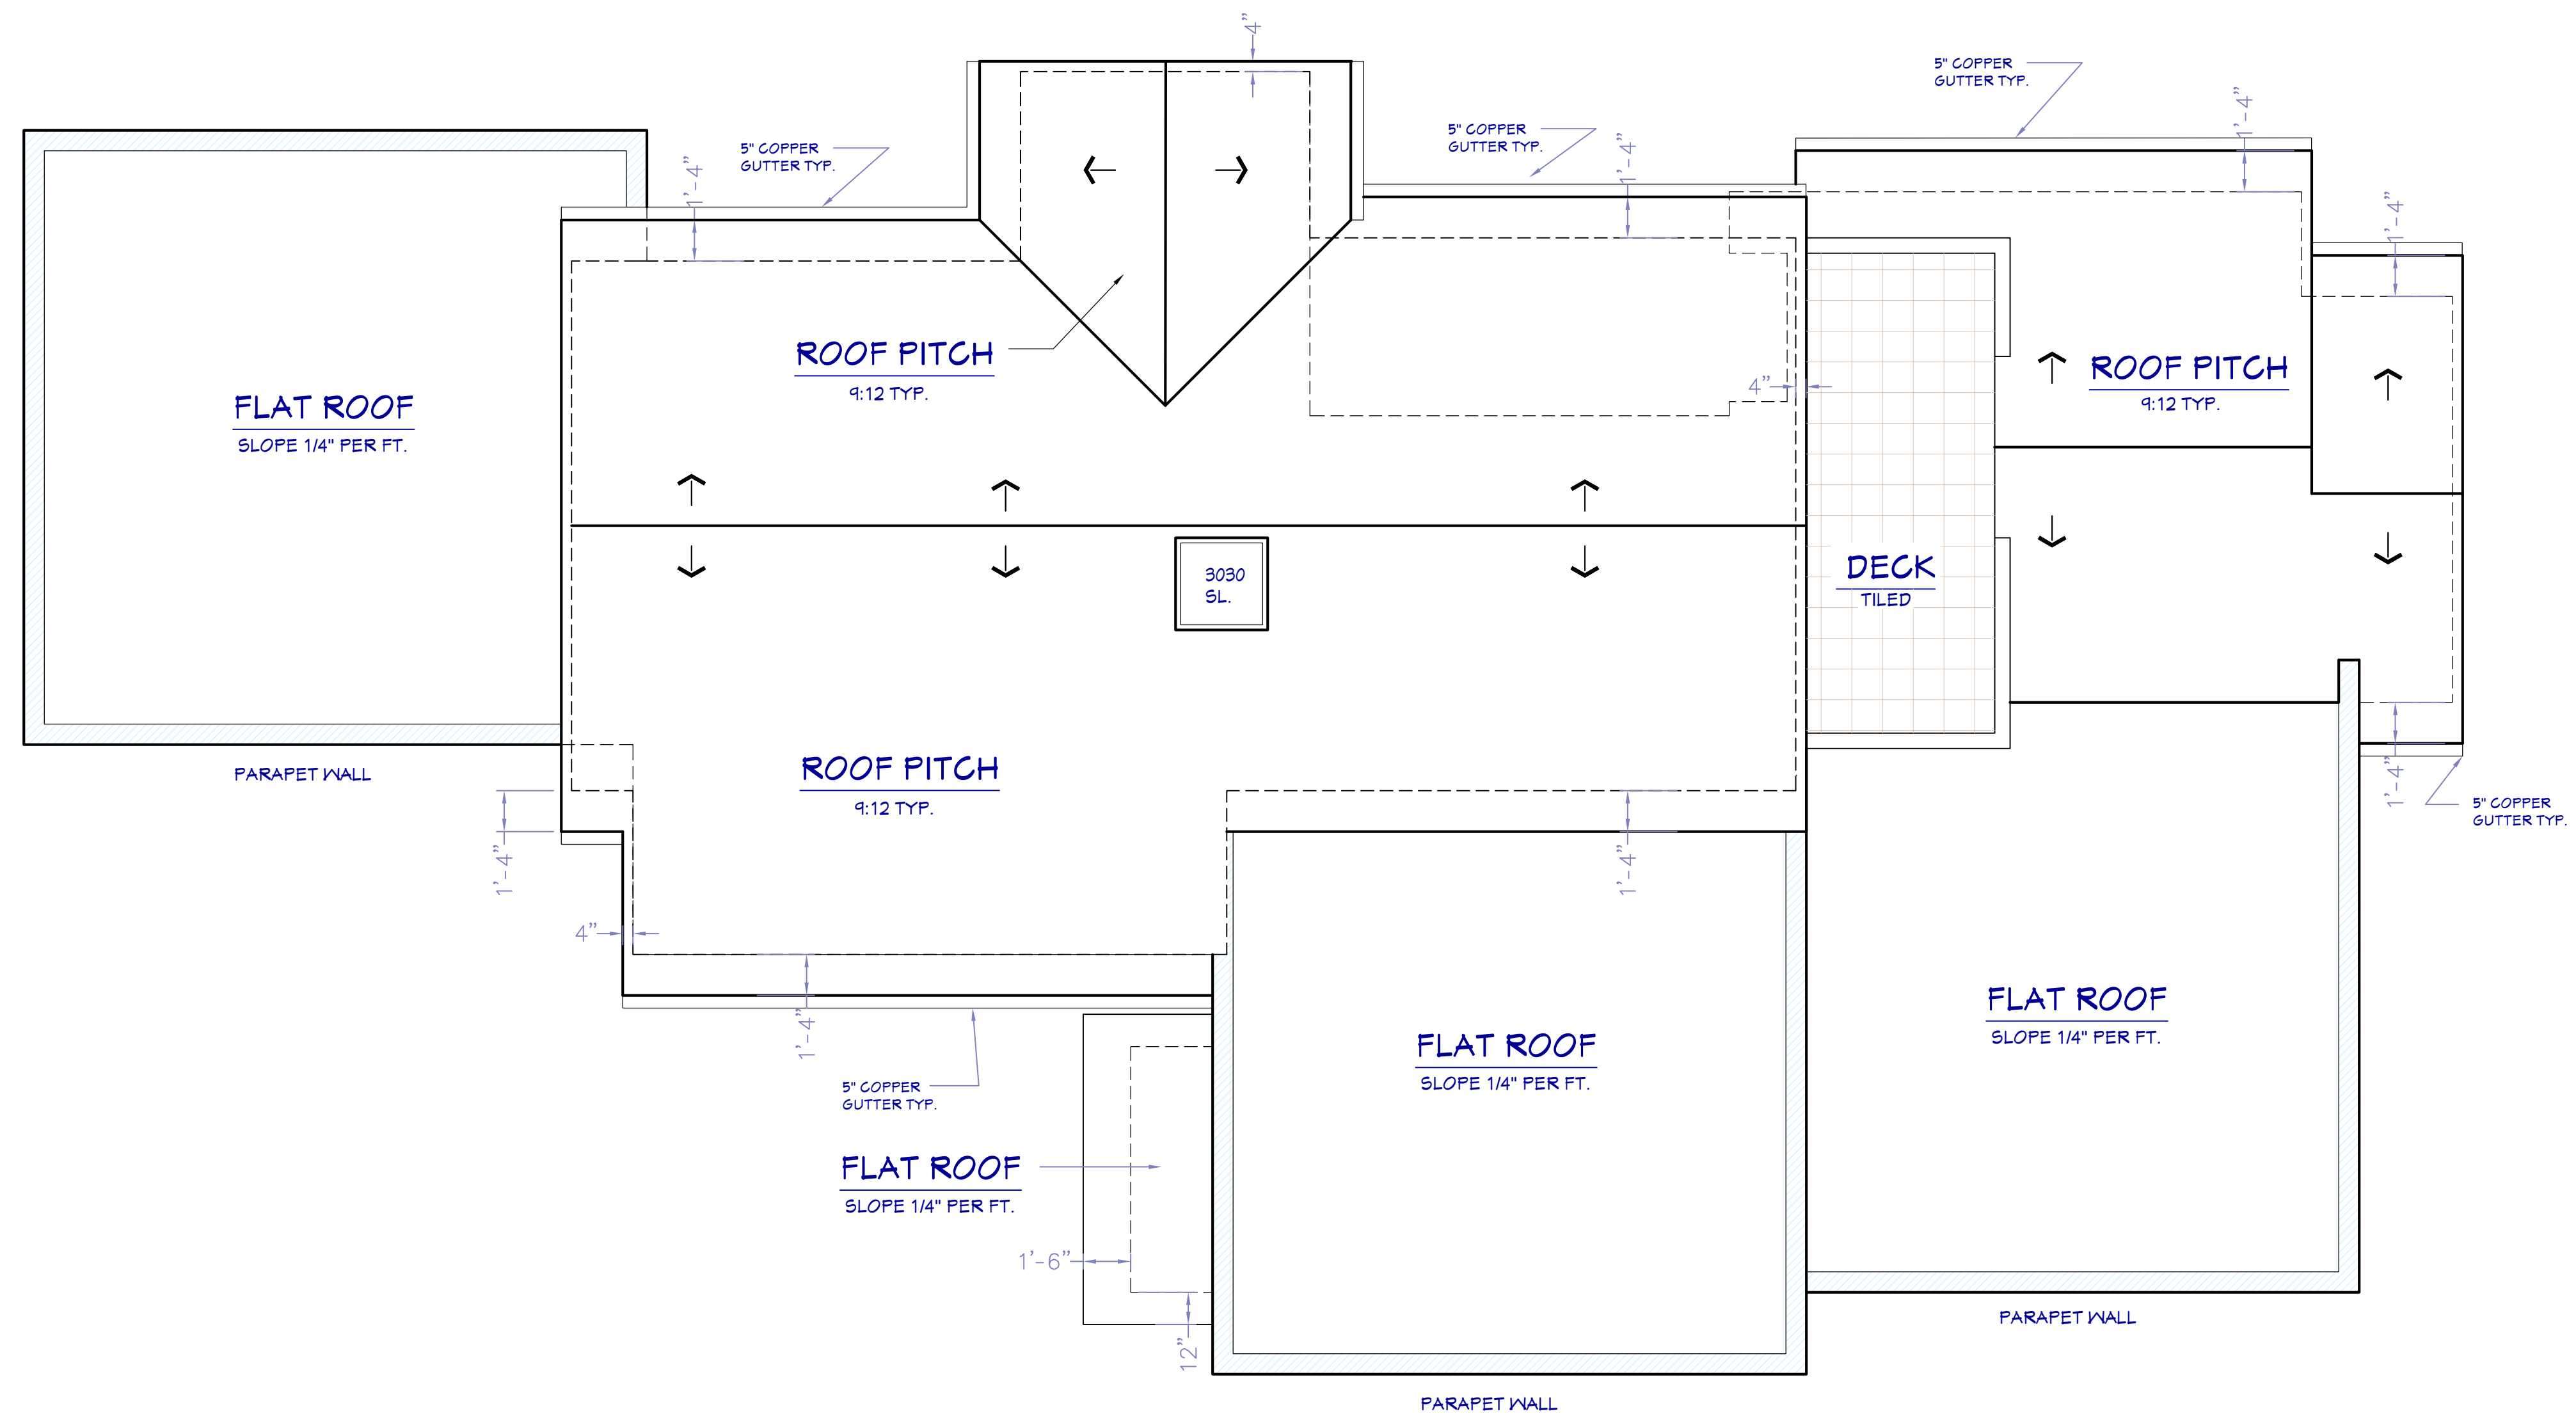 4"
5" COPPER
GUTTER TYP.
1'-4"
5" COPPER
GUTTER TYP.
1'-4"
5" COPPER
GUTTER TYP.
1'-4"
1'-4"
ROOF PITCH
9:12 TYP.
ROOF PITCH
9:12 TYP.
4"
FLAT ROOF
SLOPE 1/4" PER FT.
3030
SL.
DECK
TILED
PARAPET WALL
ROOF PITCH
9:12 TYP.
1'-4"
1'-4"
1'-4"
5" COPPER
GUTTER TYP.
4"
1'-4"
FLAT ROOF
SLOPE 1/4" PER FT.
FLAT ROOF
SLOPE 1/4" PER FT.
5" COPPER
GUTTER TYP.
FLAT ROOF
SLOPE 1/4" PER FT.
1'-6"
12"
PARAPET WALL
PARAPET WALL